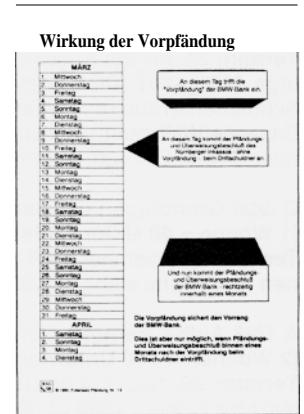 Wirkung der Vorpfändung
MÄRZ
1. Mittwoch
2. Donnerstag
3. Freitag
4. Samstag
5. Sonntag
6. Montag
7. Dienstag
8. Mittwoch
9. Donnerstag
10. Freitag
11. Samstag
12. Sonntag
13. Montag
14. Dienstag
15. Mittwoch
16. Donnerstag
17. Freitag
18. Samstag
19. Sonntag
20. Montag
21. Dienstag
22. Mittwoch
23. Donnerstag
24. Freitag
25. Samstag
26. Sonntag
27. Montag
28. Dienstag
29. Mittwoch
30. Donnerstag
31. Freitag
APRIL
1. Samstag
2. Sonntag
3. Montag
4. Dienstag
An diesem Tag trifft die
"Vorpfändung" der BMW-Bank ein.
An diesem Tag kommt der Pfändungs-
und Überweisungsbeschluß des
Nürnberger Inkassos ohne
Vorpfändung beim Drittschuldner an
Und nun kommt der Pfändungs-
und Überweisungsbeschluß
der BMW-Bank rechtzeitig
innerhalb eines Monats
Die Vorpfändung sichert den Vorrang
der BMW-Bank.
Dies ist aber nur möglich, wenn Pfändungs-
und Überweisungsbeschluß binnen eines
Monats nach der Vorpfändung beim
Drittschuldner eintrifft.